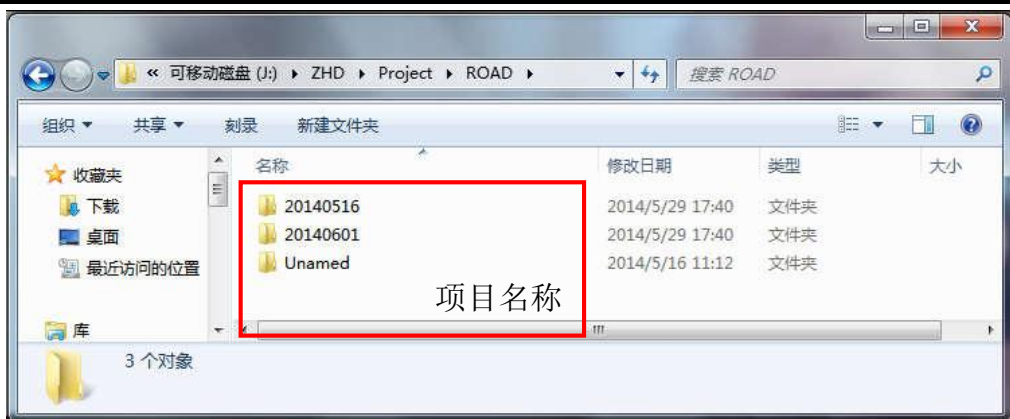 « 可移动磁盘 (J:) ▸ ZHD ▸ Project ▸ ROAD ▸ 搜索 ROAD
组织 ▼ 共享 ▼ 刻录 新建文件夹
名称 修改日期 类型 大小
收藏夹
下载
桌面
最近访问的位置
库
20140516 2014/5/29 17:40 文件夹
20140601 2014/5/29 17:40 文件夹
Unamed 2014/5/16 11:12 文件夹
项目名称
3 个对象